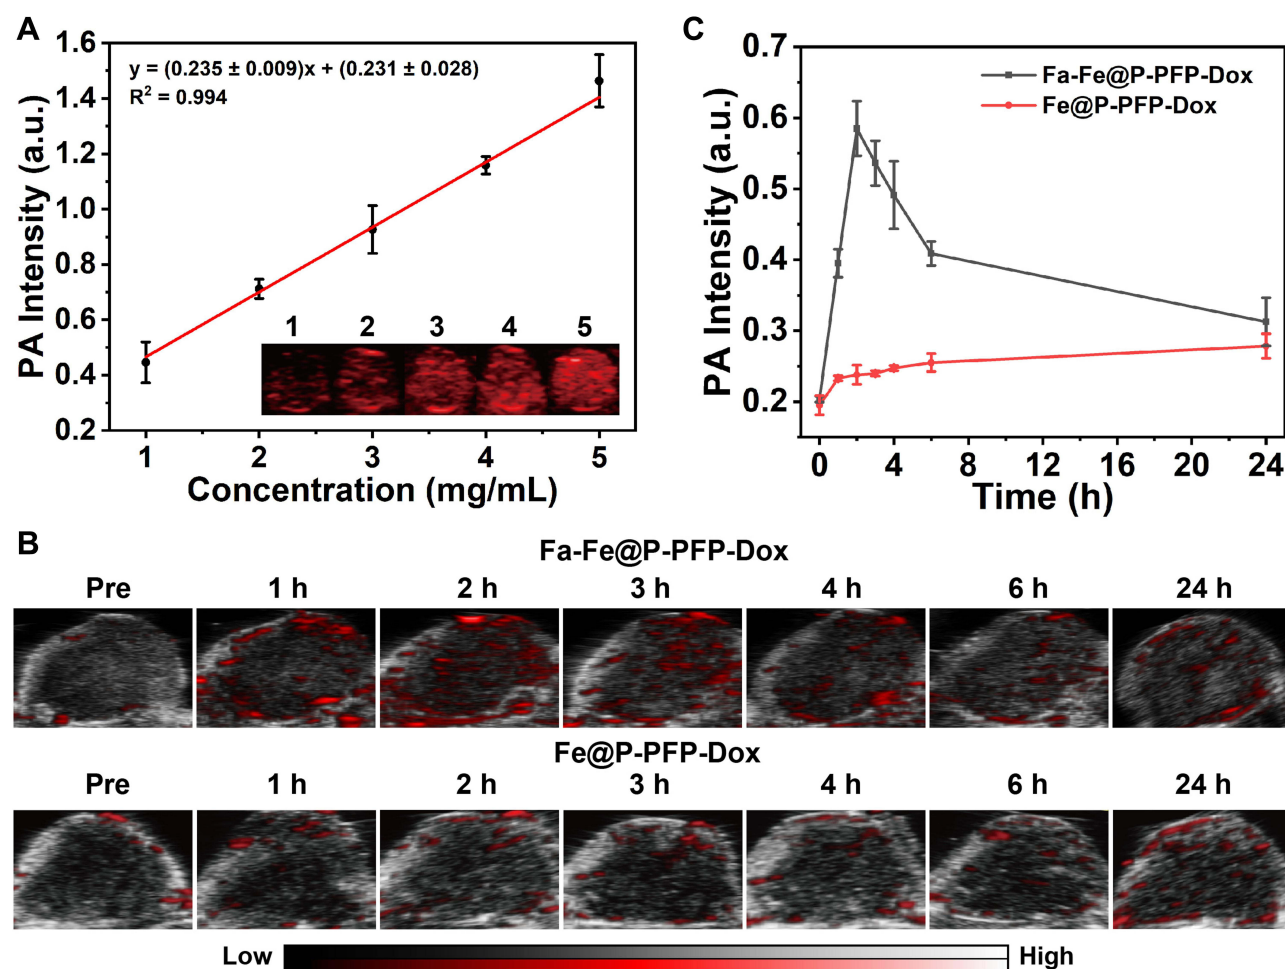 A
1.6
1.4
1.2
1.0
0.8
0.6
0.4
0.2
PA Intensity (a.u.)
y = (0.235 ± 0.009)x + (0.231 ± 0.028)
R² = 0.994
1 2 3 4 5
1 2 3 4 5
Concentration (mg/mL)
C
0.7
0.6
0.5
0.4
0.3
0.2
PA Intensity (a.u.)
Fa-Fe@P-PFP-Dox
Fe@P-PFP-Dox
0 4 8 12 16 20 24
Time (h)
B
Fa-Fe@P-PFP-Dox
Pre 1 h 2 h 3 h 4 h 6 h 24 h
Fe@P-PFP-Dox
Pre 1 h 2 h 3 h 4 h 6 h 24 h
Low High